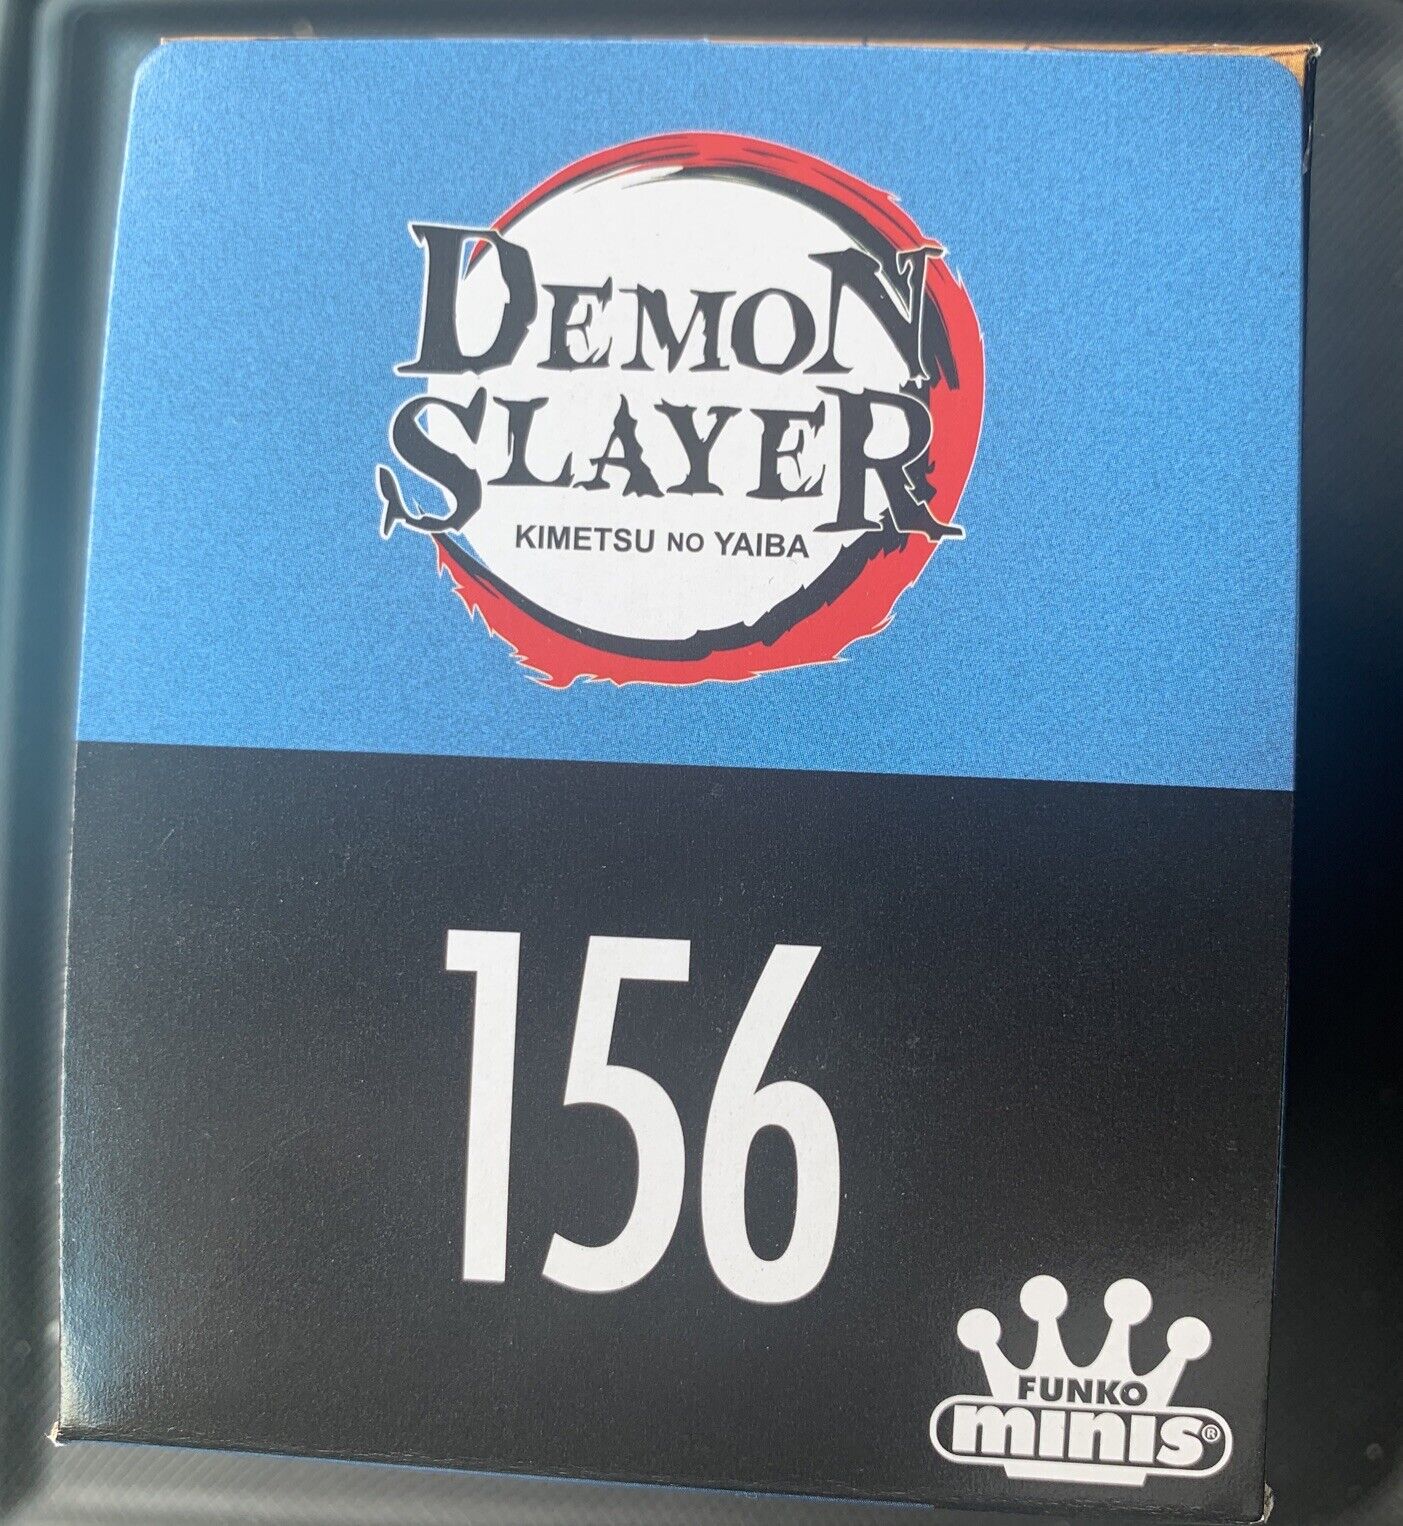 DEMON
SLAYER
KIMETSU NO YAIBA
156
FUNKO
minis®